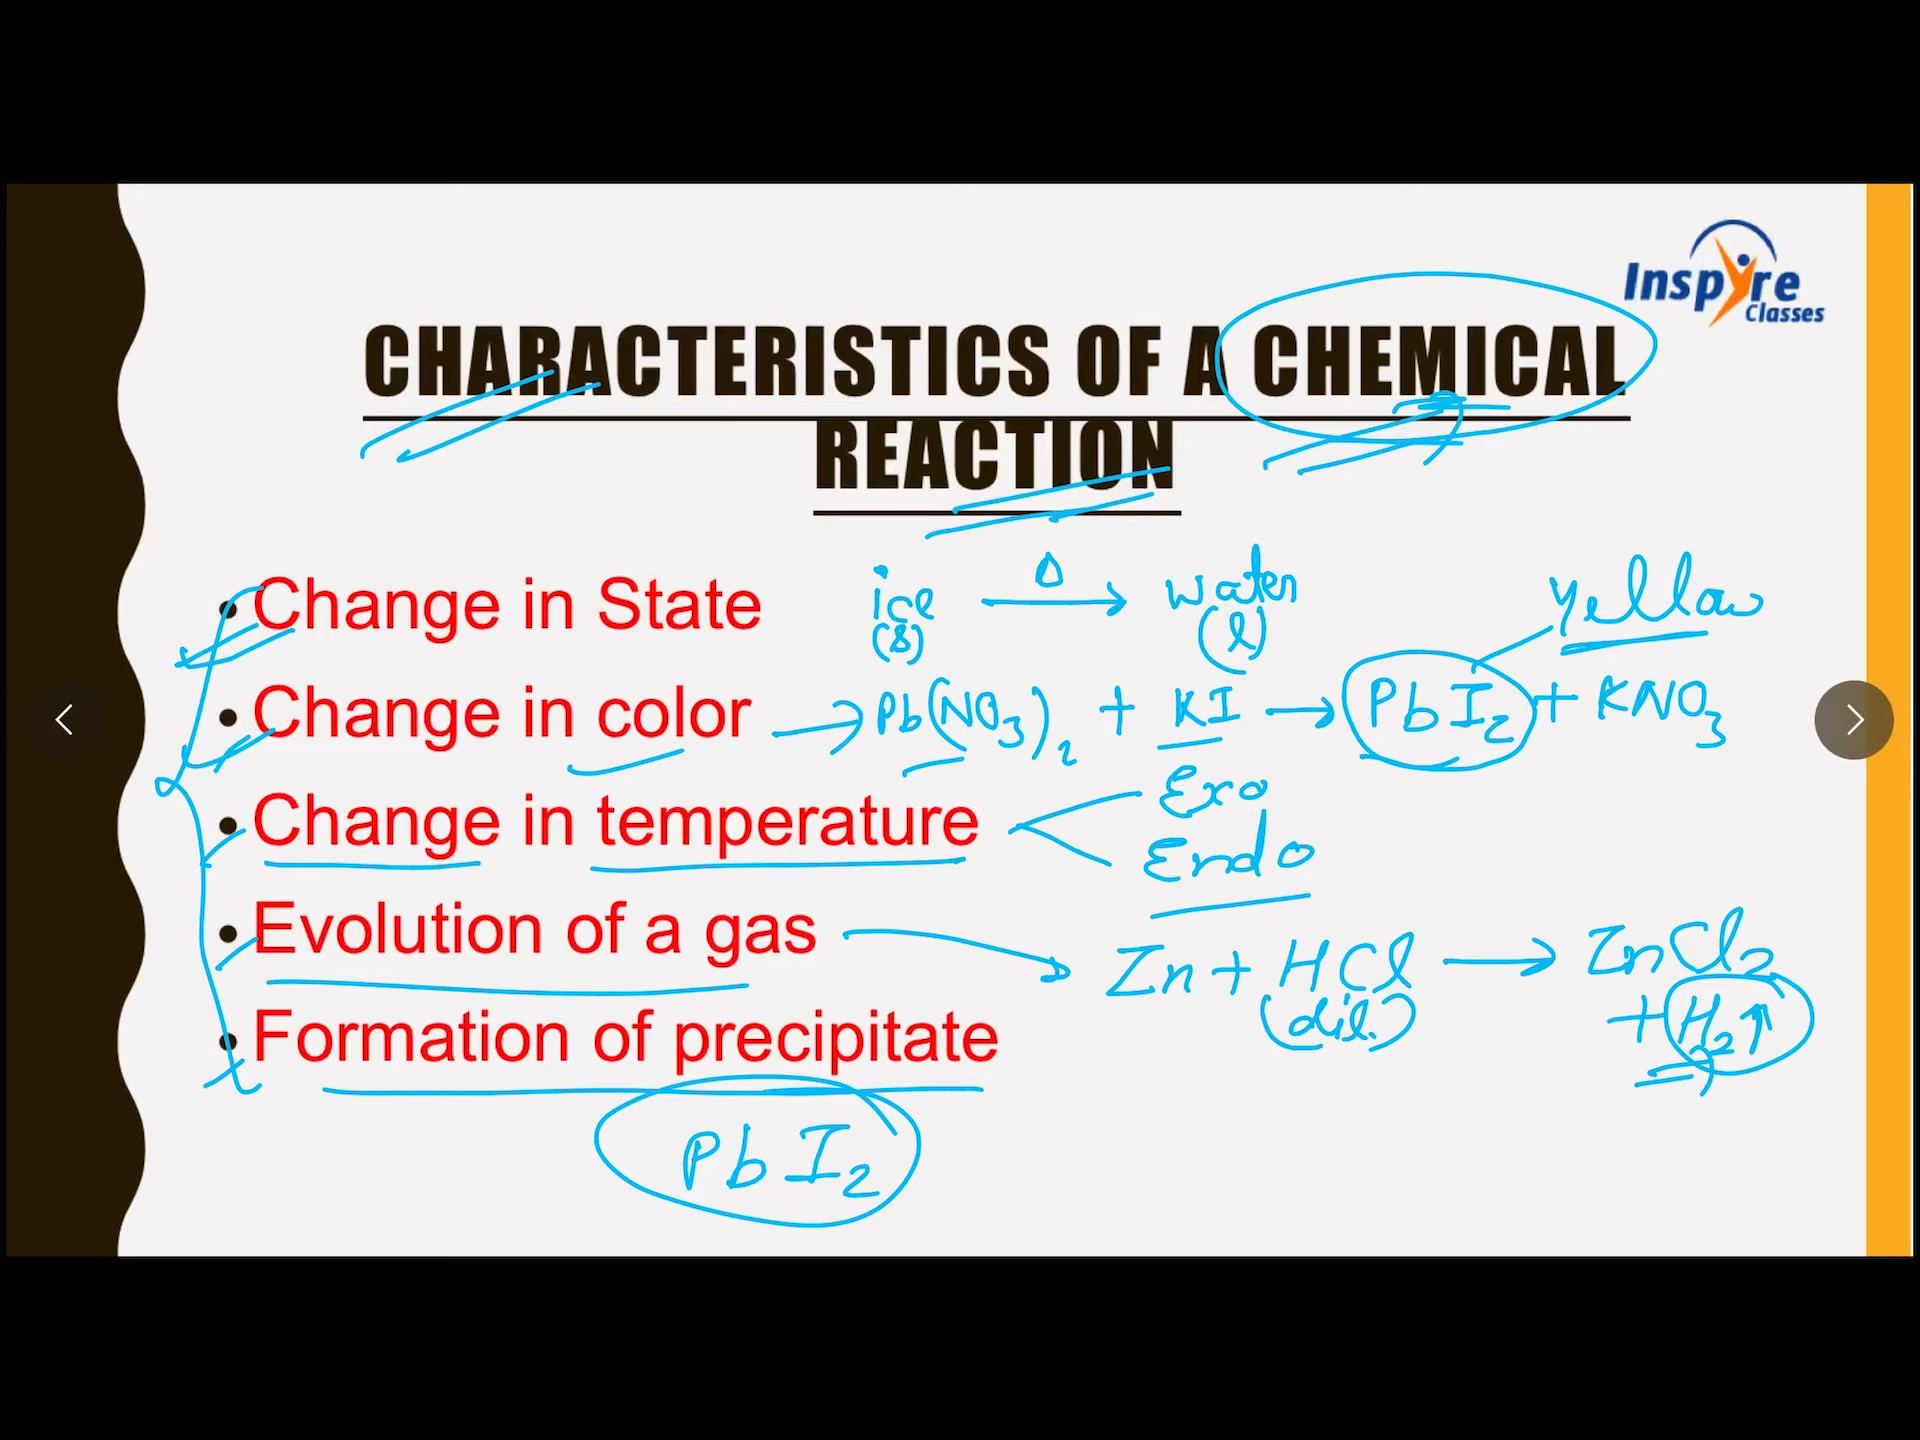 Inspire
Classes
CHARACTERISTICS OF A CHEMICAL
REACTION
• Change in State
ice Δ → water
(s) (l)
yellow
• Change in color → Pb(NO3)2 + KI → PbI2 + KNO3
• Change in temperature
Exo
Endo
• Evolution of a gas → Zn + HCl → ZnCl2
(dil.) + H2↑
• Formation of precipitate
PbI2